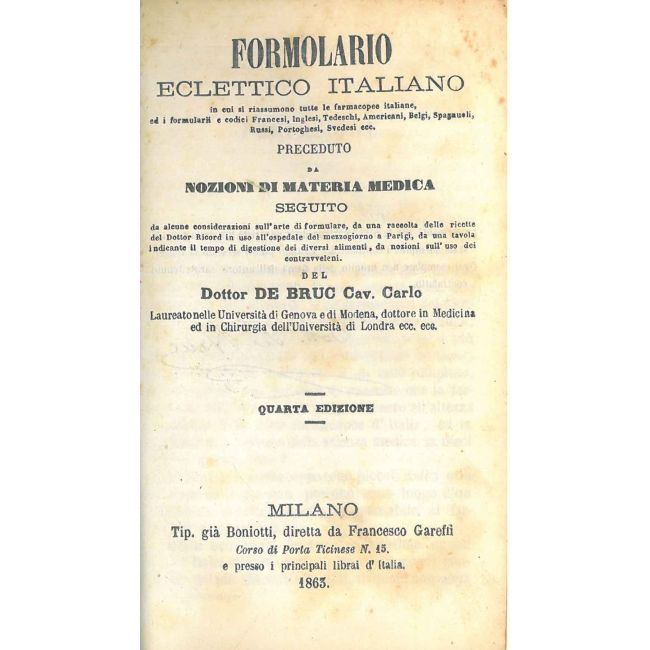 FORMOLARIO
ECLETTICO ITALIANO
in cui si riassumono tutte le farmacopee italiane,
ed i formularii e codici Francesi, Inglesi, Tedeschi, Americani, Belgi, Spagnuoli,
Russi, Portoghesi, Svedesi ecc.
PRECEDUTO
DA
NOZIONI DI MATERIA MEDICA
SEGUITO
da alcune considerazioni sull'arte di formulare, da una raccolta delle ricette
del Dottor Ricord in uso all'ospedale del mezzogiorno a Parigi, da una tavola
indicante il tempo di digestione dei diversi alimenti, da nozioni sull'uso dei
contravveleni.
DEL
Dottor DE BRUC Cav. Carlo
Laureato nelle Università di Genova e di Modena, dottore in Medicina
ed in Chirurgia dell'Università di Londra ecc. ecc.
QUARTA EDIZIONE
MILANO
Tip. già Boniotti, diretta da Francesco Gareffi
Corso di Porta Ticinese N. 15.
e presso i principali librai d'Italia.
1863.